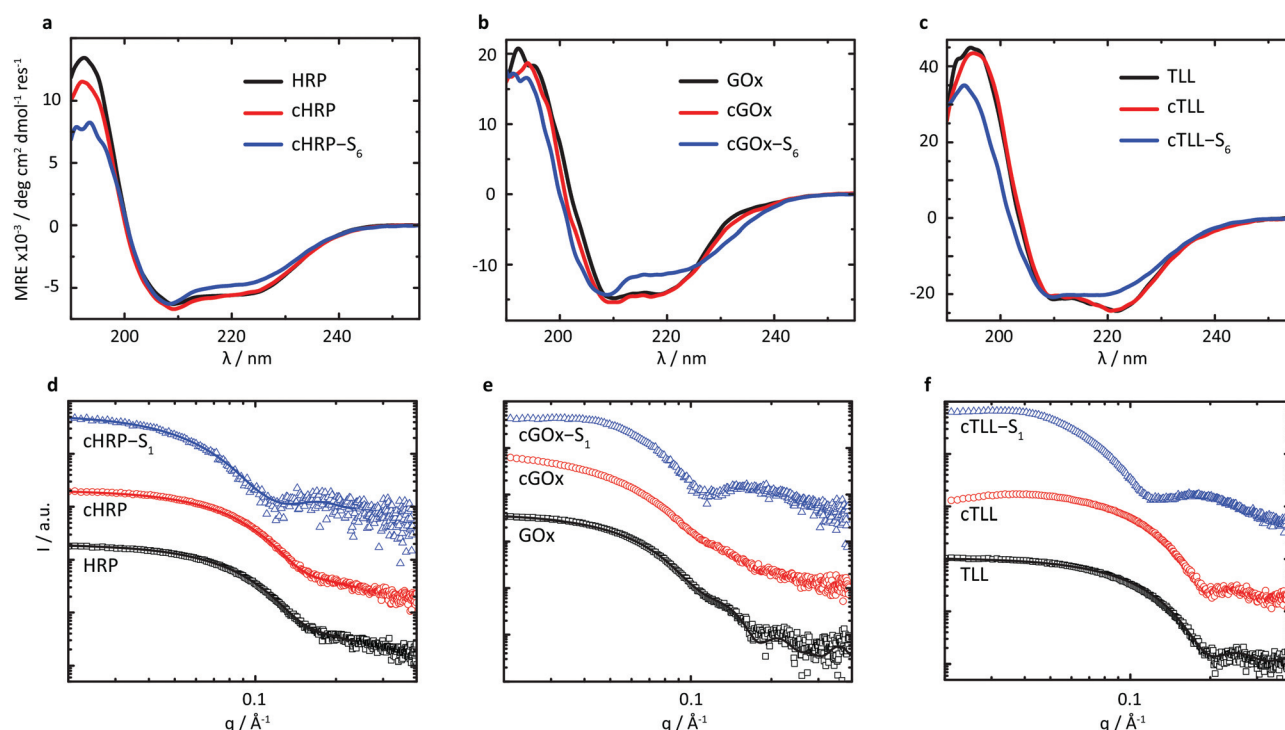 a
b
c
HRP
cHRP
cHRP–S₆
GOx
cGOx
cGOx–S₆
TLL
cTLL
cTLL–S₆
MRE x10⁻³ / deg cm² dmol⁻¹ res⁻¹
10
5
0
-5
20
10
0
-10
40
20
0
-20
200 220 240
200 220 240
200 220 240
λ / nm
λ / nm
λ / nm
d
e
f
cHRP–S₁
cHRP
HRP
cGOx–S₁
cGOx
GOx
cTLL–S₁
cTLL
TLL
I / a.u.
0.1
0.1
0.1
q / Å⁻¹
q / Å⁻¹
q / Å⁻¹